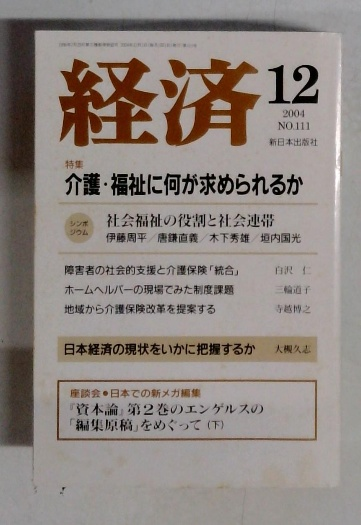 経済
12
2004
NO.111
新日本出版社
特集
介護・福祉に何が求められるか
シンポジウム
社会福祉の役割と社会連帯
伊藤周平／唐鎌直義／木下秀雄／垣内国光
障害者の社会的支援と介護保険「統合」 白沢 仁
ホームヘルパーの現場でみた制度課題 三輪道子
地域から介護保険改革を提案する 寺越博之
日本経済の現状をいかに把握するか 大槻久志
座談会●日本での新メガ編集
『資本論』第2巻のエンゲルスの
「編集原稿」をめぐって（下）